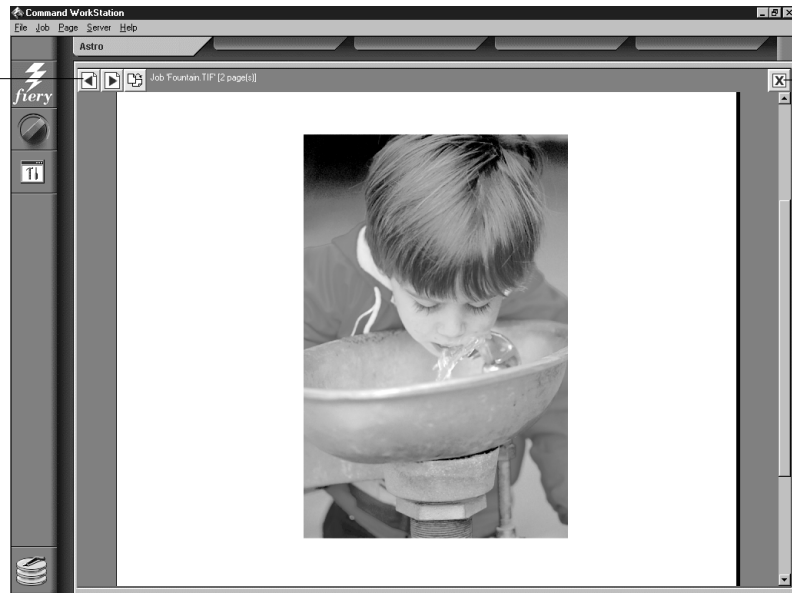 Command WorkStation
File Job Page Server Help
Astro
Job 'Fountain.TIF' [2 page(s)]
fiery